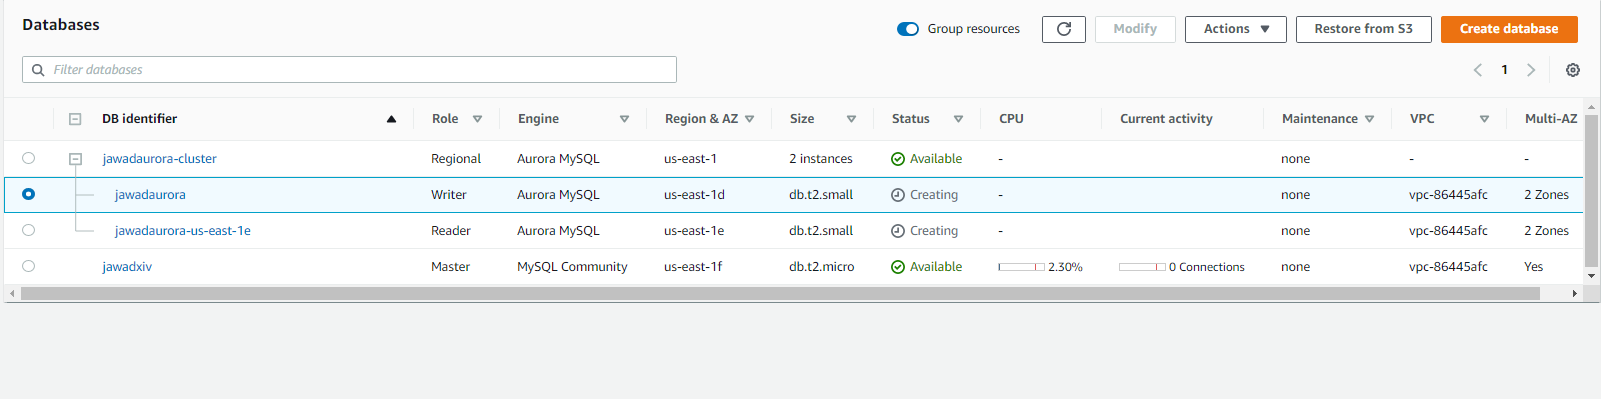 Databases
Group resources
Modify
Actions
Restore from S3
Create database
Filter databases
1
DB identifier Role Engine Region & AZ Size Status CPU Current activity Maintenance VPC Multi-AZ
jawadaurora-cluster Regional Aurora MySQL us-east-1 2 instances Available - none - -
jawadaurora Writer Aurora MySQL us-east-1d db.t2.small Creating - none vpc-86445afc 2 Zones
jawadaurora-us-east-1e Reader Aurora MySQL us-east-1e db.t2.small Creating - none vpc-86445afc 2 Zones
jawadxiv Master MySQL Community us-east-1f db.t2.micro Available 2.30% 0 Connections none vpc-86445afc Yes